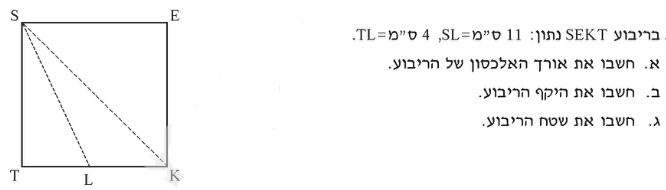 בריבוע SEKT נתון: 11 ס"מ=SL, 4 ס"מ=TL.
א. חשבו את אורך האלכסון של הריבוע.
ב. חשבו את היקף הריבוע.
ג. חשבו את שטח הריבוע.
S E
T L K